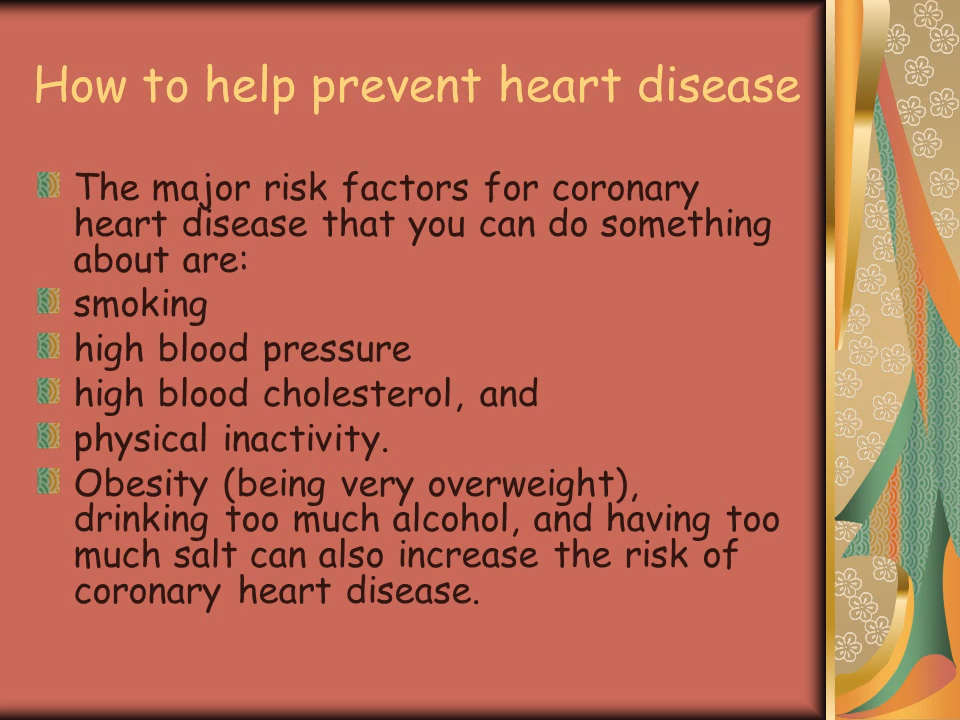 How to help prevent heart disease
The major risk factors for coronary
heart disease that you can do something
about are:
smoking
high blood pressure
high blood cholesterol, and
physical inactivity.
Obesity (being very overweight),
drinking too much alcohol, and having too
much salt can also increase the risk of
coronary heart disease.